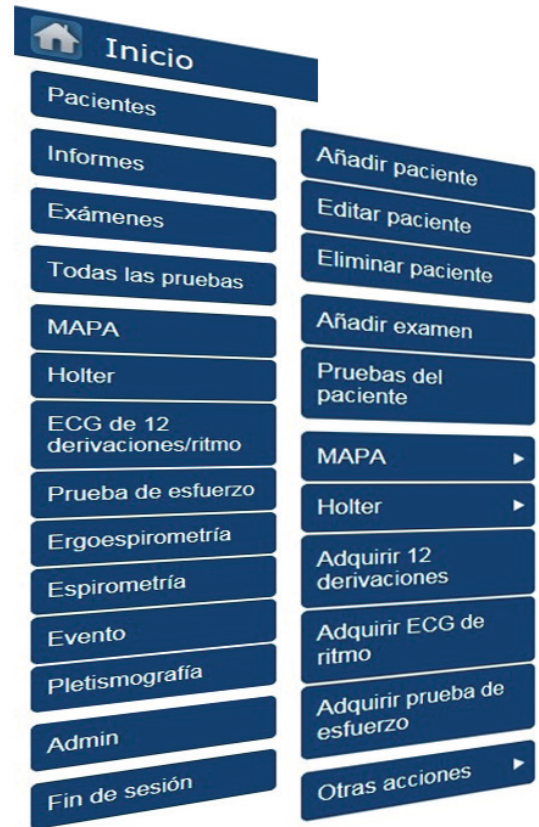 Inicio
Pacientes
Informes
Exámenes
Todas las pruebas
MAPA
Holter
ECG de 12
derivaciones/ritmo
Prueba de esfuerzo
Ergoespirometría
Espirometría
Evento
Pletismografía
Admin
Fin de sesión
Añadir paciente
Editar paciente
Eliminar paciente
Añadir examen
Pruebas del
paciente
MAPA
Holter
Adquirir 12
derivaciones
Adquirir ECG de
ritmo
Adquirir prueba de
esfuerzo
Otras acciones